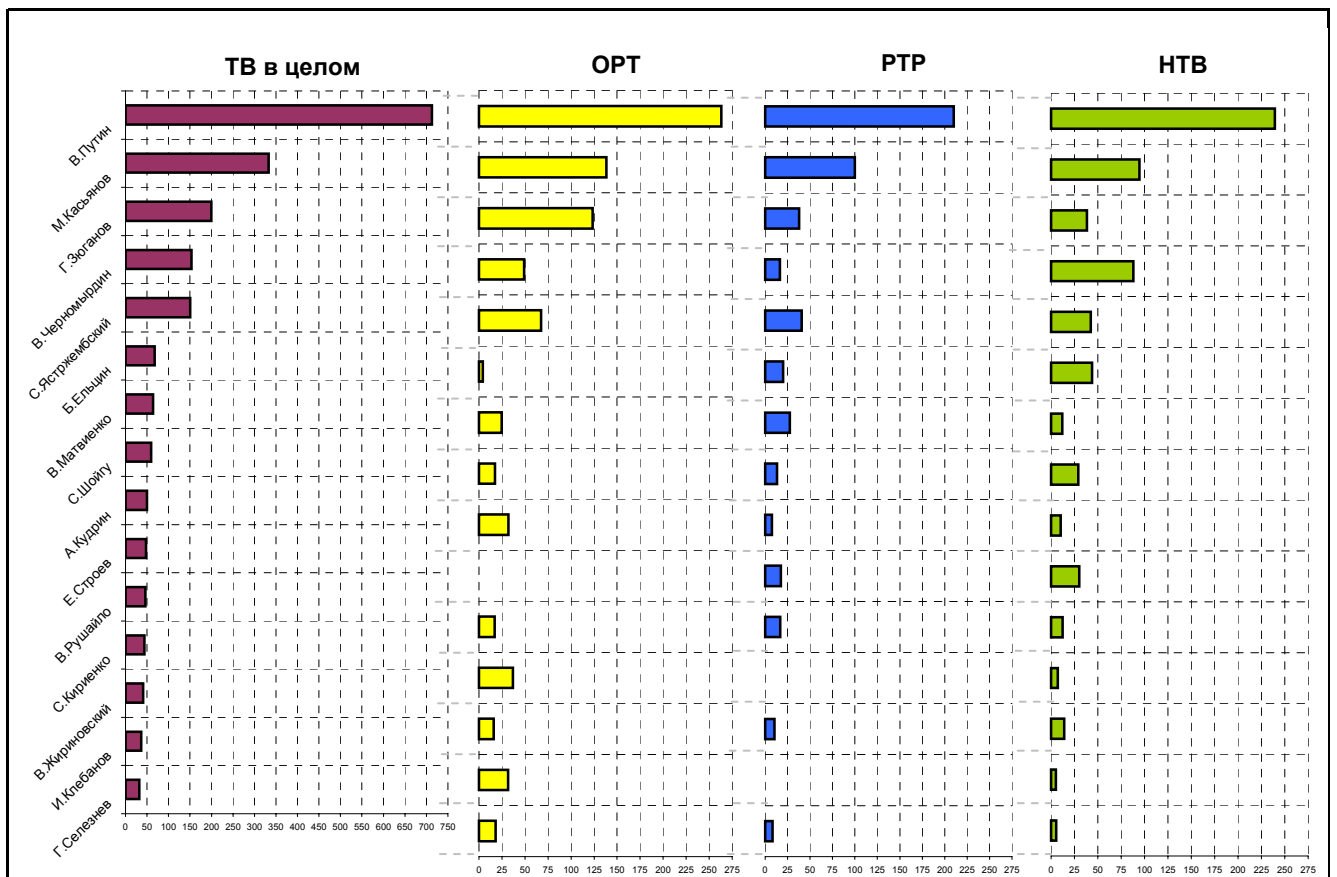 ТВ в целом
ОРТ
РТР
НТВ
В.Путин
М.Касьянов
Г.Зюганов
В.Черномырдин
С.Ястржембский
Б.Ельцин
В.Матвиенко
С.Шойгу
А.Кудрин
Е.Строев
В.Рушайло
С.Кириенко
В.Жириновский
И.Клебанов
Г.Селезнев
0 50 100 150 200 250 300 350 400 450 500 550 600 650 700 750
0 25 50 75 100 125 150 175 200 225 250 275
0 25 50 75 100 125 150 175 200 225 250 275
0 25 50 75 100 125 150 175 200 225 250 275